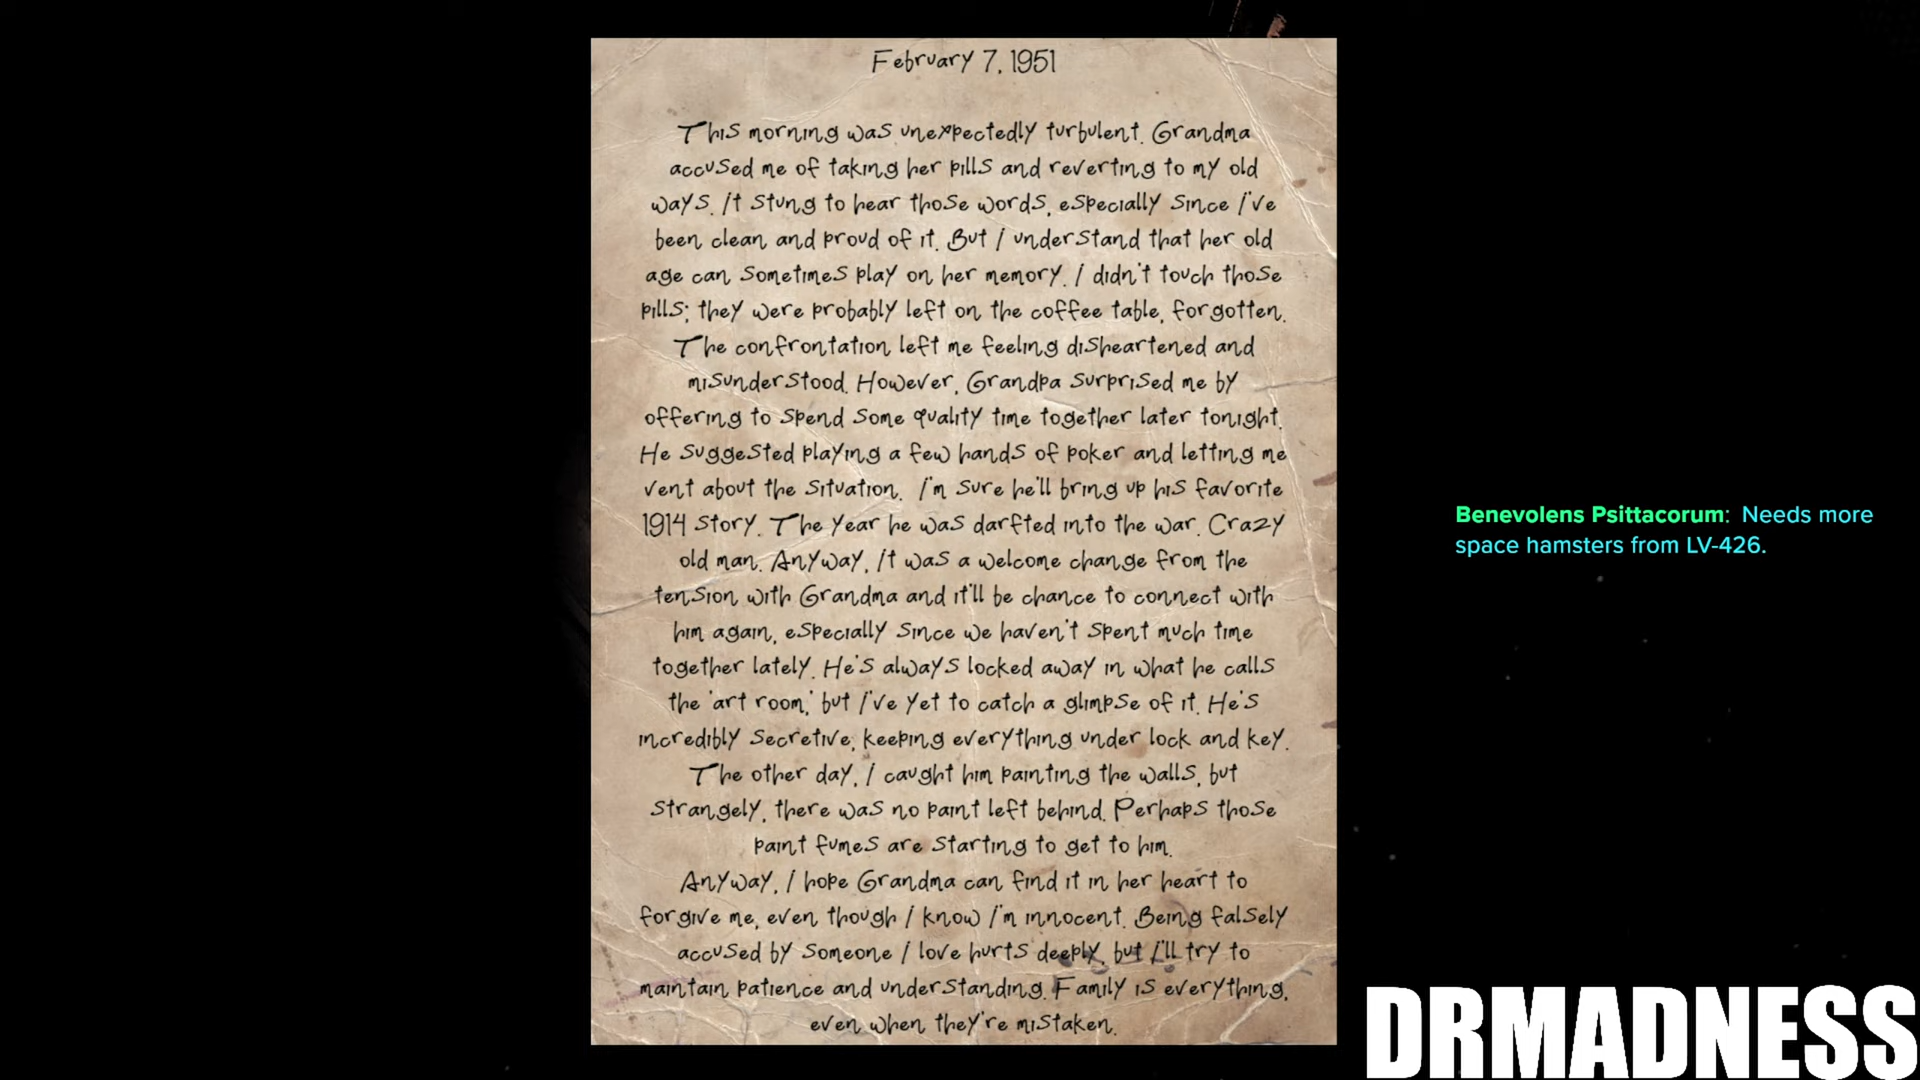 February 7, 1951
This morning was unexpectedly turbulent. Grandma
accused me of taking her pills and reverting to my old
ways. It stung to hear those words, especially since I've
been clean and proud of it. But I understand that her old
age can sometimes play on her memory. I didn't touch those
pills; they were probably left on the coffee table, forgotten.
The confrontation left me feeling disheartened and
misunderstood. However, Grandpa surprised me by
offering to spend some quality time together later tonight.
He suggested playing a few hands of poker and letting me
vent about the situation. I'm sure he'll bring up his favorite
1914 story. The year he was darfted into the war. Crazy
old man. Anyway, It was a welcome change from the
tension with Grandma and it'll be chance to connect with
him again, especially since we haven't spent much time
together lately. He's always locked away in what he calls
the 'art room,' but I've yet to catch a glimpse of it. He's
incredibly secretive, keeping everything under lock and key.
The other day, I caught him painting the walls, but
strangely, there was no paint left behind. Perhaps those
paint fumes are starting to get to him.
Anyway, I hope Grandma can find it in her heart to
forgive me, even though I know I'm innocent. Being falsely
accused by someone I love hurts deeply, but I'll try to
maintain patience and understanding. Family is everything,
even when they're mistaken.
Benevolens Psittacorum: Needs more
space hamsters from LV-426.
DRMADNESS